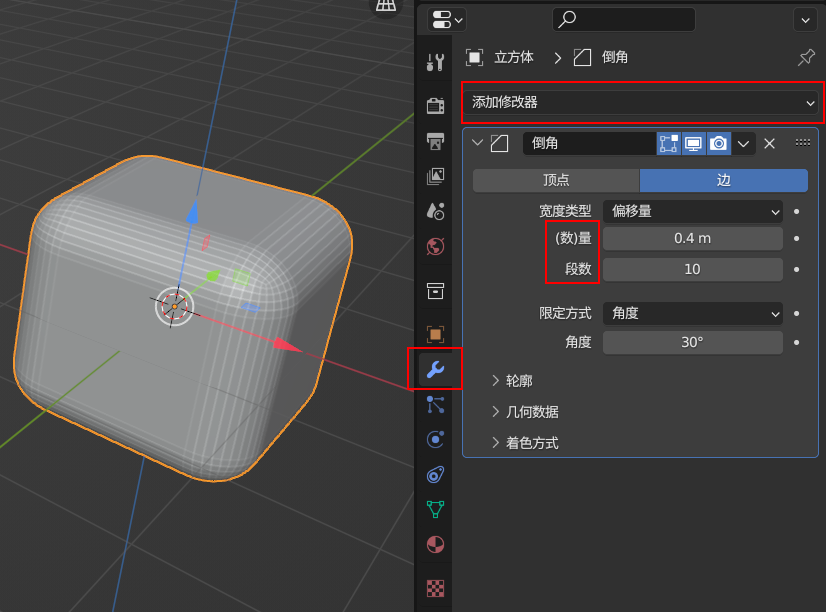 立方体 倒角
添加修改器
倒角
顶点 边
宽度类型 偏移量
(数)量 0.4 m
段数 10
限定方式 角度
角度 30°
轮廓
几何数据
着色方式